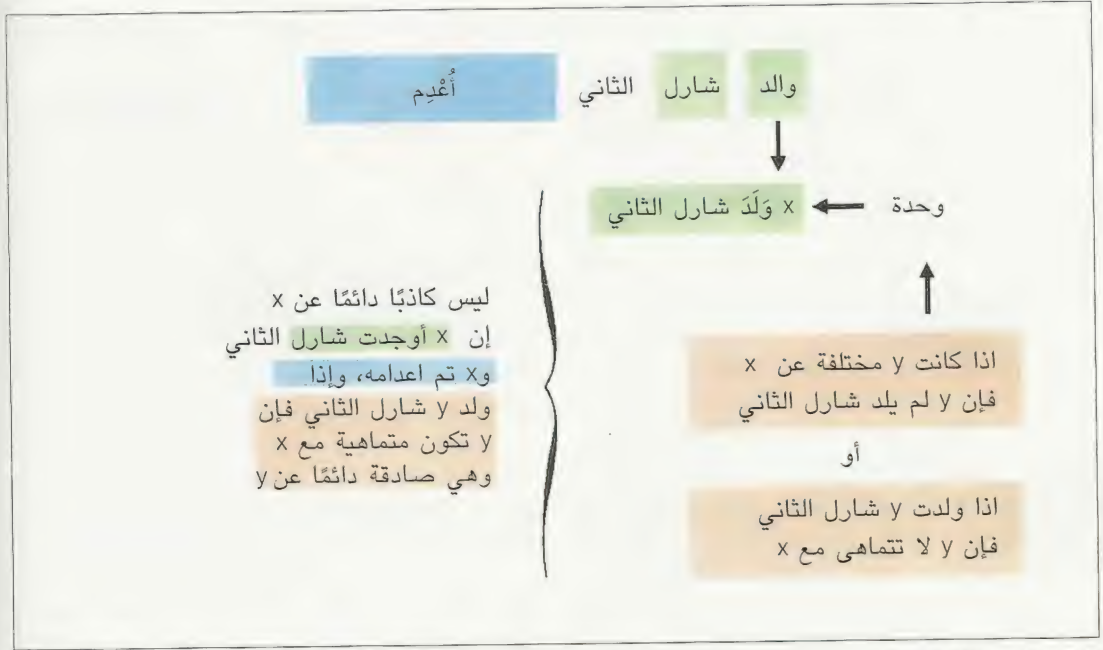 والد شارل الثاني أُعْدِم
وحدة
x وَلَدَ شارل الثاني
اذا كانت y مختلفة عن x
فإن y لم يلد شارل الثاني
أو
اذا ولدت y شارل الثاني
فإن y لا تتماهى مع x
ليس كاذبًا دائمًا عن x
إن x أوجدت شارل الثاني
وx تم اعدامه، وإذا
ولد y شارل الثاني فإن
y تكون متماهية مع x
وهي صادقة دائمًا عن y